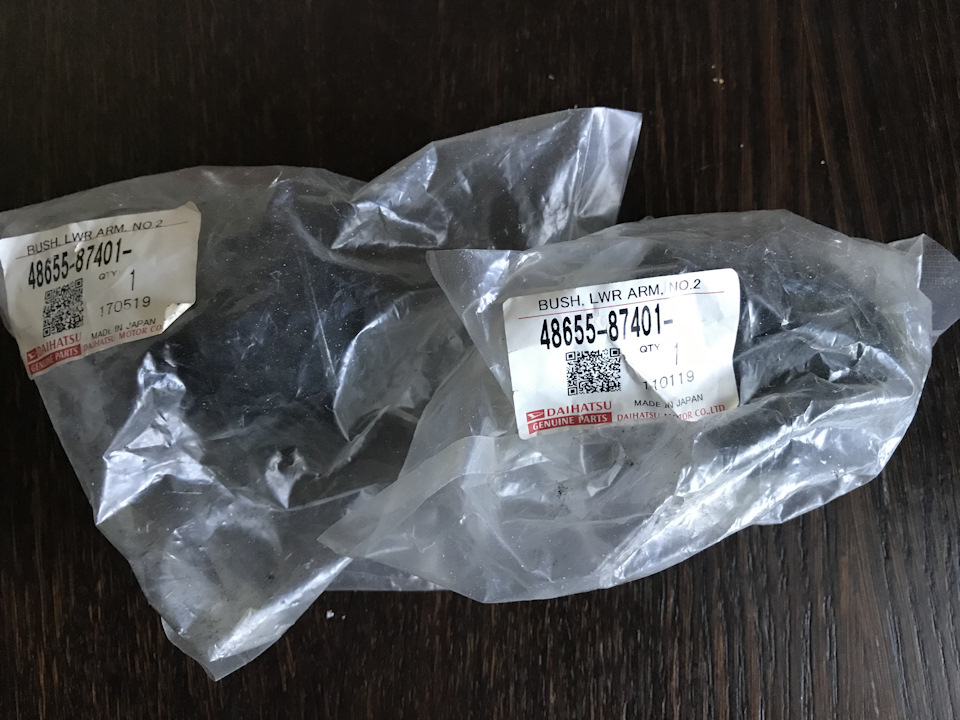 BUSH, LWR ARM, NO.2
48655-87401-
QTY 1
170519
MADE IN JAPAN
DAIHATSU
GENUINE PARTS
DAIHATSU MOTOR CO
BUSH, LWR ARM, NO.2
48655-87401-
QTY 1
110119
MADE IN JAPAN
DAIHATSU
GENUINE PARTS
DAIHATSU MOTOR CO.,LTD.